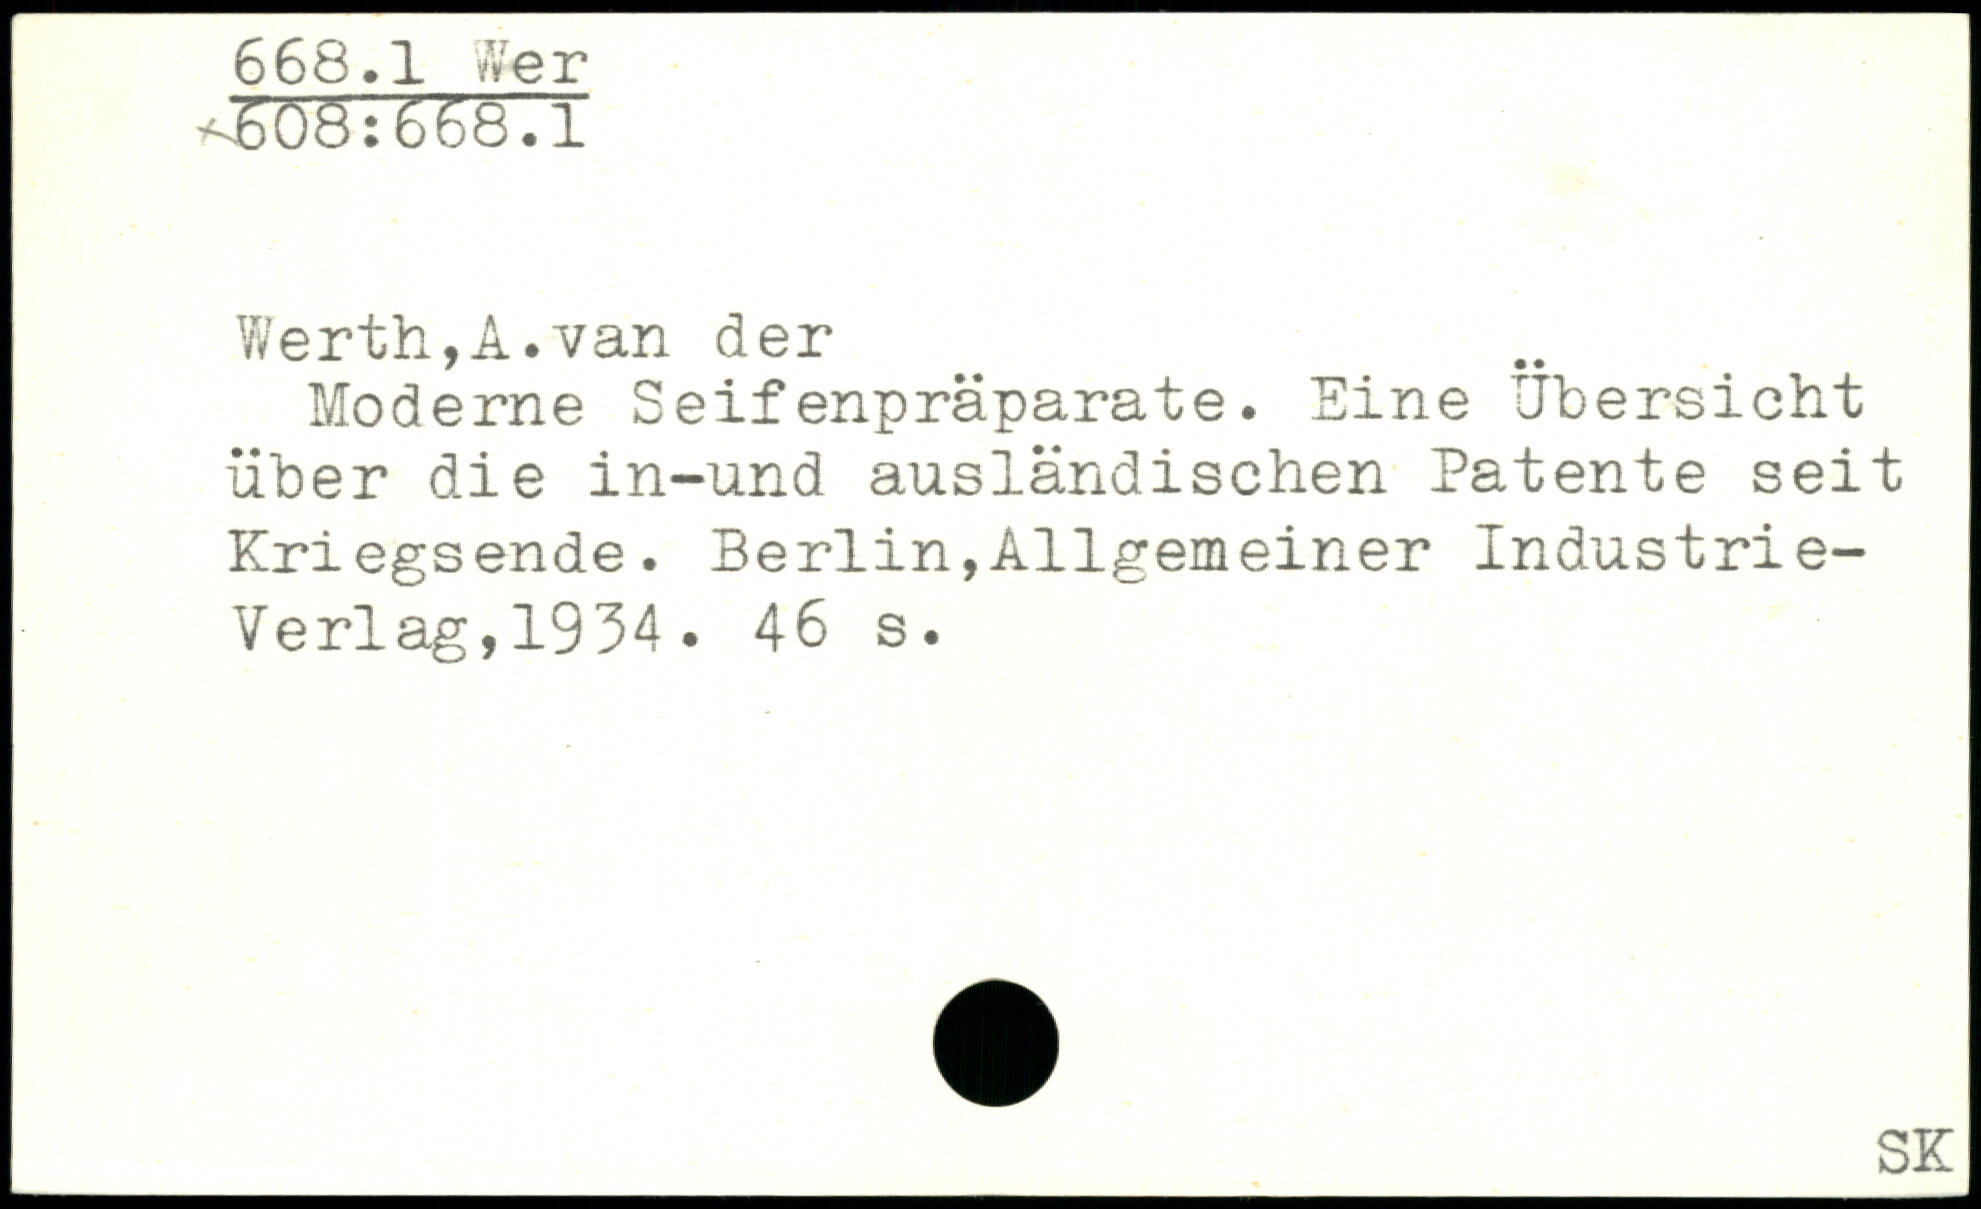 668.1 Wer
608:668.1
Werth,A.van der
Moderne Seifenpräparate. Eine Übersicht
über die in-und ausländischen Patente seit
Kriegsende. Berlin,Allgemeiner Industrie-
Verlag,1934. 46 s.
SK